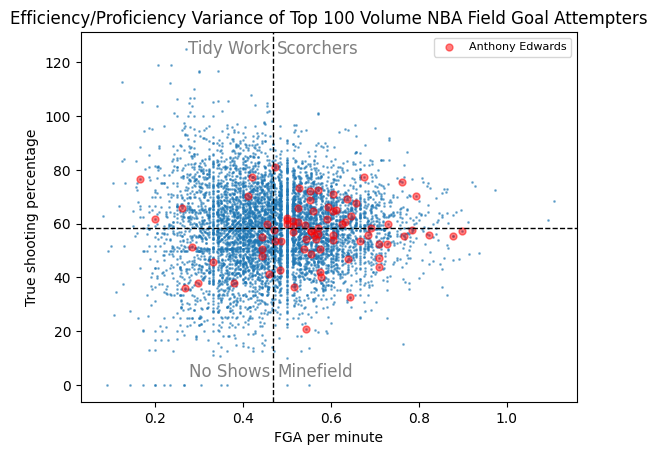 Efficiency/Proficiency Variance of Top 100 Volume NBA Field Goal Attempters
Tidy Work Scorchers
Anthony Edwards
120
100
80
60
40
20
0
True shooting percentage
No Shows Minefield
0.2 0.4 0.6 0.8 1.0
FGA per minute